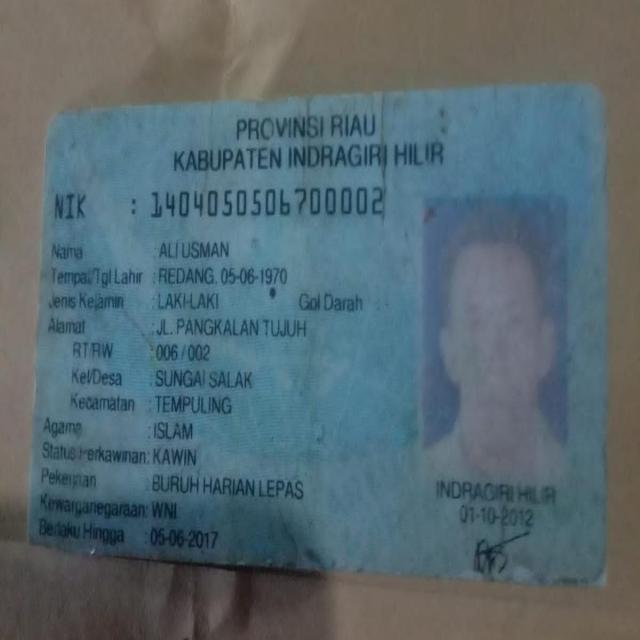 PROVINSI RIAU
KABUPATEN INDRAGIRI HILIR
NIK : 1404050506700002
Nama : ALI USMAN
Tempat/Tgl Lahir : REDANG, 05-06-1970
Jenis Kelamin : LAKI-LAKI Gol Darah :
Alamat : JL. PANGKALAN TUJUH
RT/RW : 006 / 002
Kel/Desa : SUNGAI SALAK
Kecamatan : TEMPULING
Agama : ISLAM
Status Perkawinan: KAWIN
Pekerjaan : BURUH HARIAN LEPAS
Kewarganegaraan: WNI
Berlaku Hingga : 05-06-2017
INDRAGIRI HILIR
01-10-2012